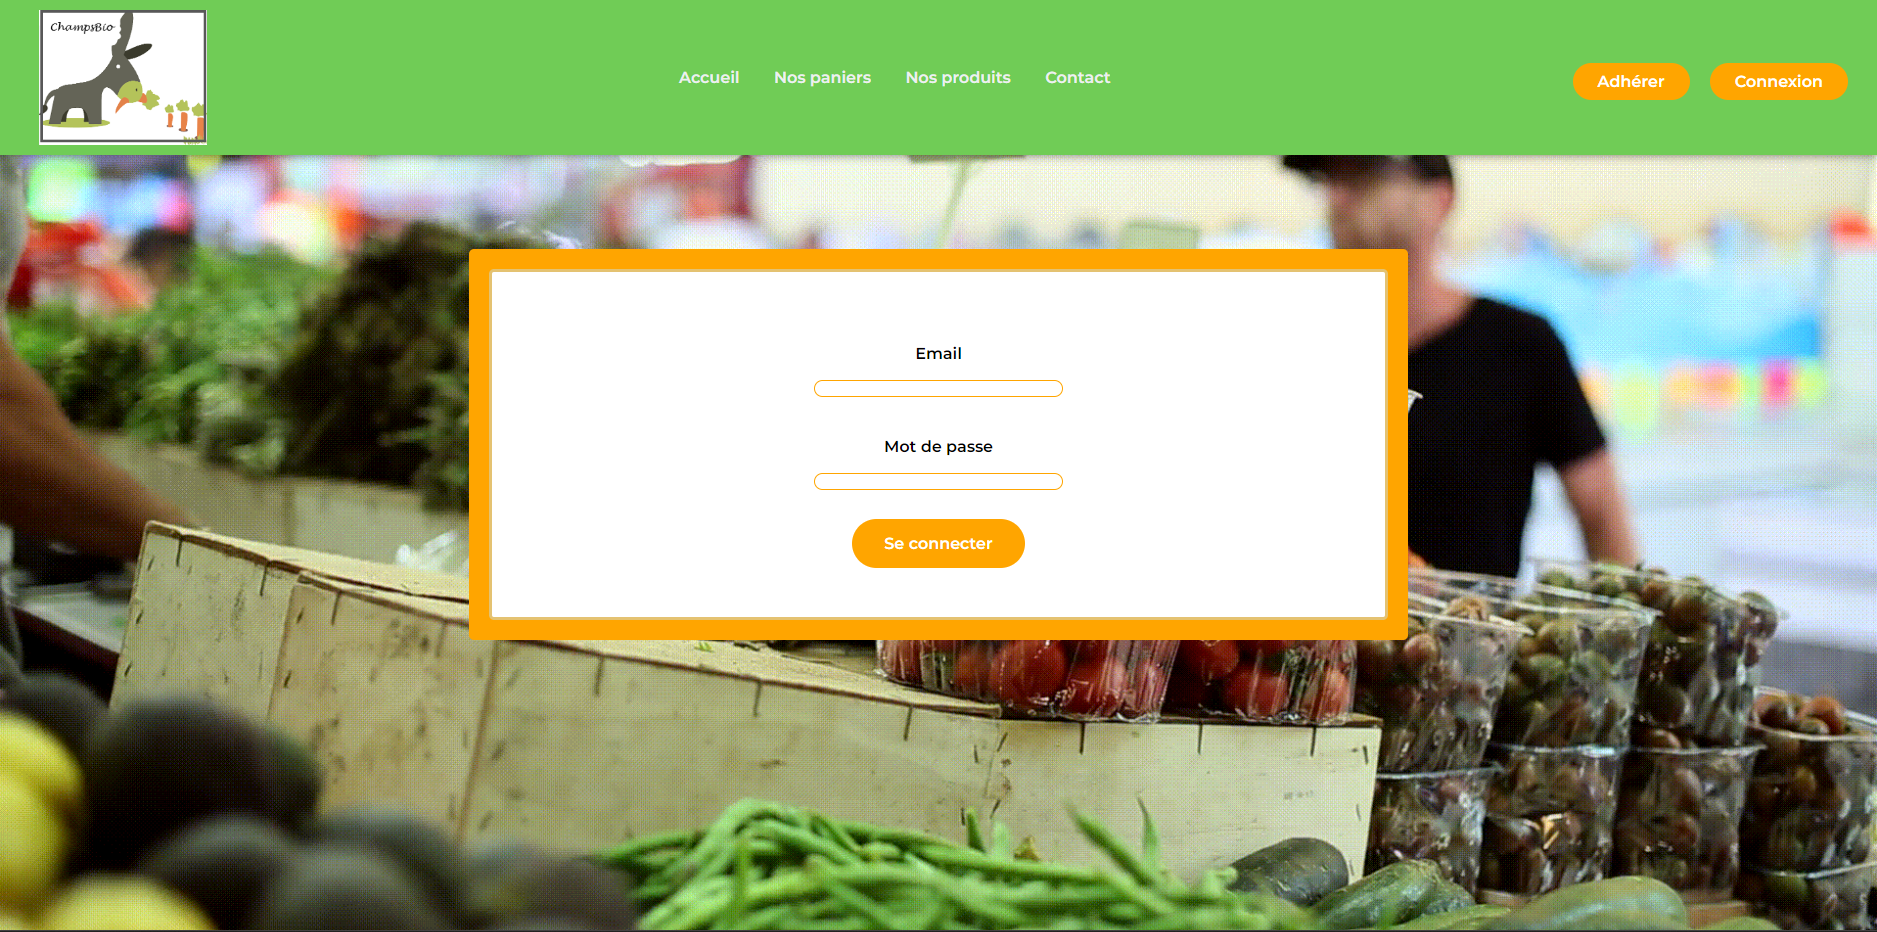 ChampsBio
Accueil
Nos paniers
Nos produits
Contact
Adhérer
Connexion
Email
Mot de passe
Se connecter